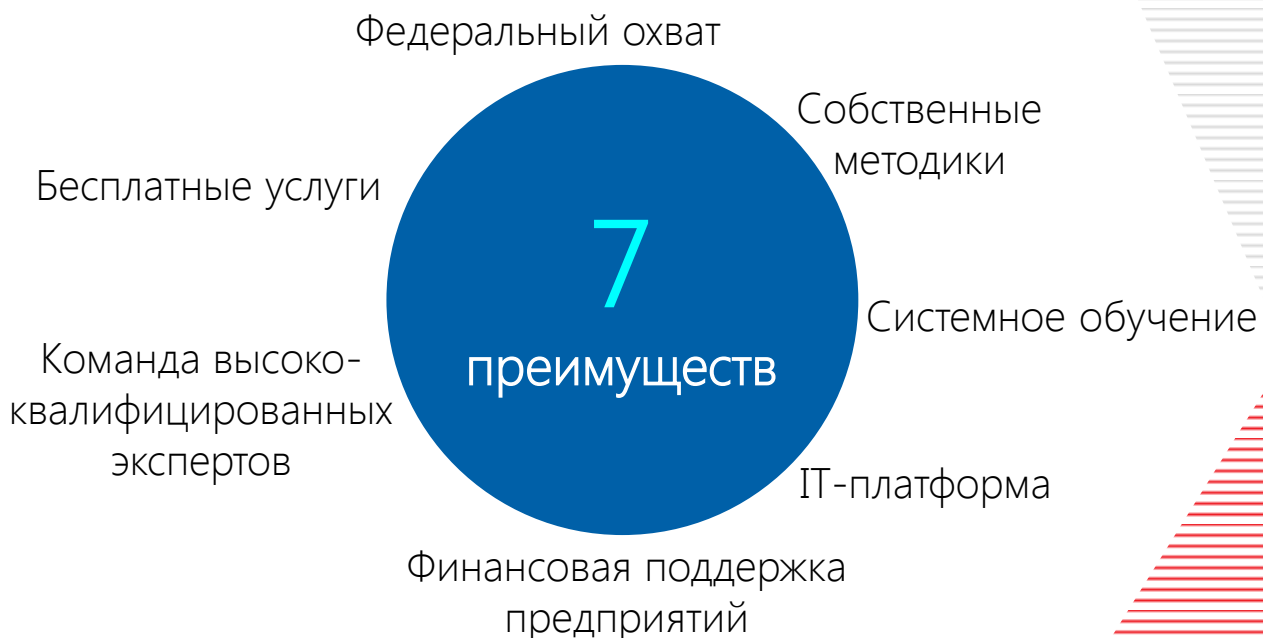 Федеральный охват
Собственные
методики
Бесплатные услуги
7
преимуществ
Системное обучение
Команда высоко-
квалифицированных
экспертов
IT-платформа
Финансовая поддержка
предприятий